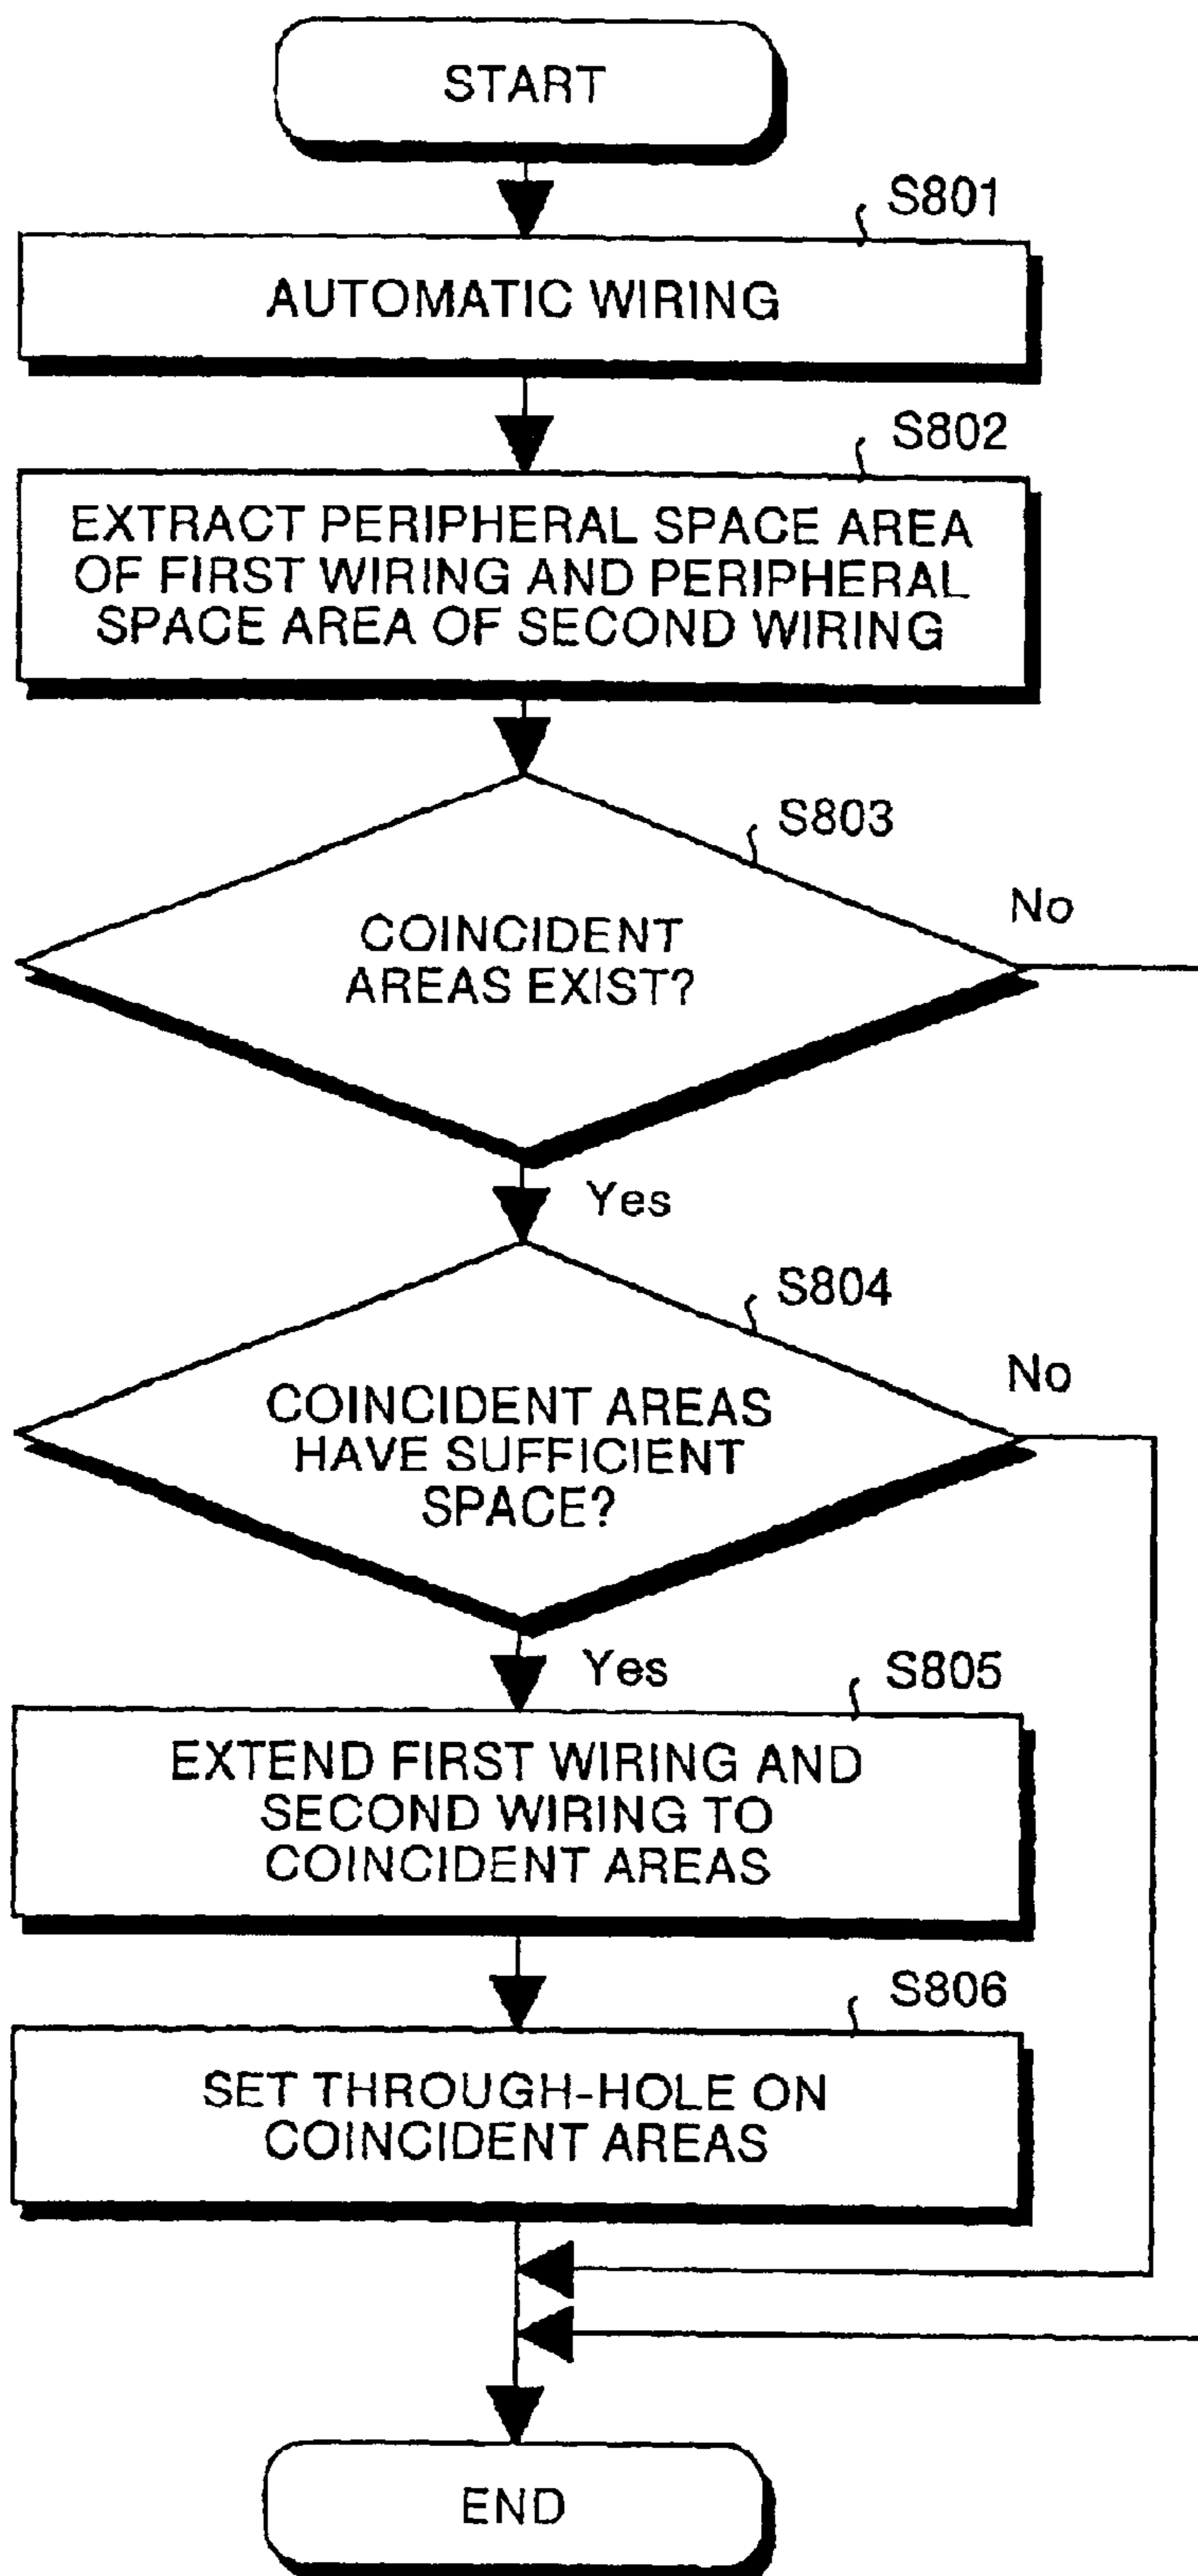 START
S801
AUTOMATIC WIRING
S802
EXTRACT PERIPHERAL SPACE AREA
OF FIRST WIRING AND PERIPHERAL
SPACE AREA OF SECOND WIRING
S803
No
COINCIDENT
AREAS EXIST?
Yes
S804
No
COINCIDENT AREAS
HAVE SUFFICIENT
SPACE?
Yes
S805
EXTEND FIRST WIRING AND
SECOND WIRING TO
COINCIDENT AREAS
S806
SET THROUGH-HOLE ON
COINCIDENT AREAS
END